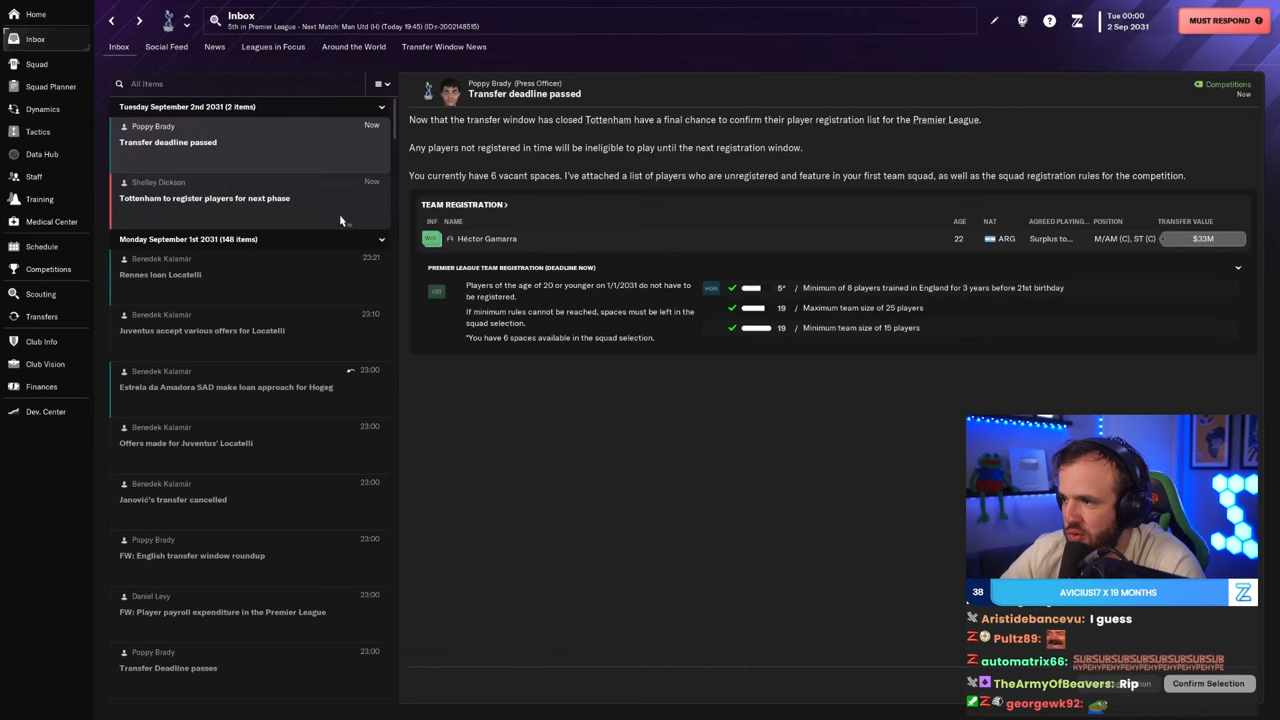 Home
Inbox
Squad
Squad Planner
Dynamics
Tactics
Data Hub
Staff
Training
Medical Center
Schedule
Competitions
Scouting
Transfers
Club Info
Club Vision
Finances
Dev. Center
Inbox
5th in Premier League - Next Match: Man Utd (H) (Today 19:45) (ID:r-2002148515)
Tue 00:00
2 Sep 2031
MUST RESPOND
Inbox
Social Feed
News
Leagues in Focus
Around the World
Transfer Window News
All Items
Tuesday September 2nd 2031 (2 items)
Poppy Brady
Now
Transfer deadline passed
Shelley Dickson
Now
Tottenham to register players for next phase
Monday September 1st 2031 (148 items)
Benedek Kalamár
23:21
Rennes loan Locatelli
Benedek Kalamár
23:10
Juventus accept various offers for Locatelli
Benedek Kalamár
23:00
Estrela da Amadora SAD make loan approach for Hogeg
Benedek Kalamár
23:00
Offers made for Juventus' Locatelli
Benedek Kalamár
23:00
Janović's transfer cancelled
Poppy Brady
23:00
FW: English transfer window roundup
Daniel Levy
23:00
FW: Player payroll expenditure in the Premier League
Poppy Brady
23:00
Transfer Deadline passes
Poppy Brady (Press Officer)
Transfer deadline passed
Competitions
Now
Now that the transfer window has closed Tottenham have a final chance to confirm their player registration list for the Premier League.
Any players not registered in time will be ineligible to play until the next registration window.
You currently have 6 vacant spaces. I've attached a list of players who are unregistered and feature in your first team squad, as well as the squad registration rules for the competition.
TEAM REGISTRATION >
INF NAME AGE NAT AGREED PLAYING... POSITION TRANSFER VALUE
Wnt Héctor Gamarra 22 ARG Surplus to... M/AM (C), ST (C) $33M
PREMIER LEAGUE TEAM REGISTRATION (DEADLINE NOW)
U21
Players of the age of 20 or younger on 1/1/2031 do not have
to be registered.
If minimum rules cannot be reached, spaces must be left in the
squad selection.
*You have 6 spaces available in the squad selection.
HGN 5* / Minimum of 8 players trained in England for 3 years before 21st birthday
19 / Maximum team size of 25 players
19 / Minimum team size of 15 players
38 AVICIUS17 X 19 MONTHS
Aristidebancevu: I guess
Pultz89:
automatrix66: SUBSUBSUBSUBSUBSUBSUBSUBSUB
HYPEHYPEHYPEHYPEHYPEHYPEHYPEHYPEHYPE
TheArmyOfBeavers: Rip
georgewk92:
Confirm Selection